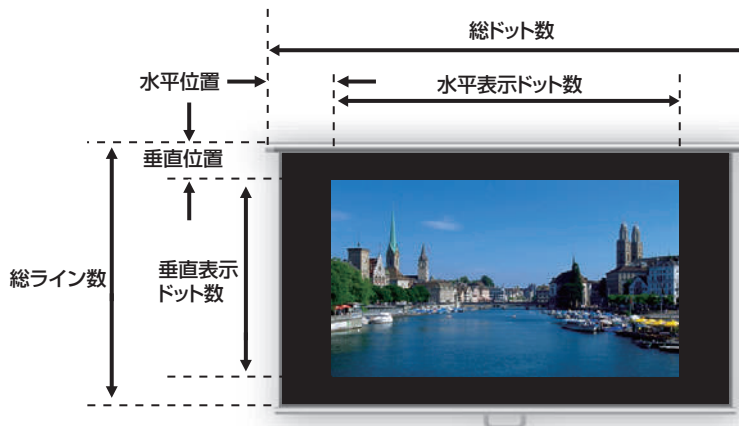 総ドット数
水平位置
水平表示ドット数
垂直位置
総ライン数
垂直表示
ドット数